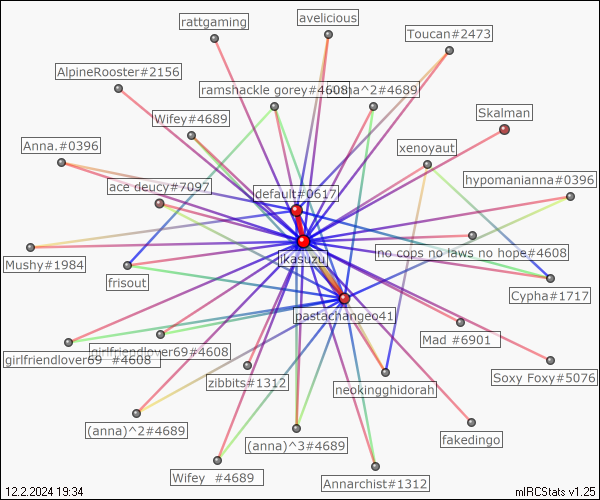 rattgaming
avelicious
Toucan#2473
AlpineRooster#2156
ramshackle gorey#4608
^2#4689
Wifey#4689
Skalman
Anna.#0396
xenoyaut
ace deucy#7097
hypomanianna#0396
default#0617
ikasuzu
no cops no laws no hope#4608
Mushy#1984
frisout
Cypha#1717
pastachangeo41
girlfriendlover69 #4608
girlfriendlover69#4608
Mad #6901
zibbits#1312
neokingghidorah
Soxy Foxy#5076
(anna)^2#4689
(anna)^3#4689
fakedingo
Wifey #4689
Annarchist#1312
12.2.2024 19:34
mIRCStats v1.25